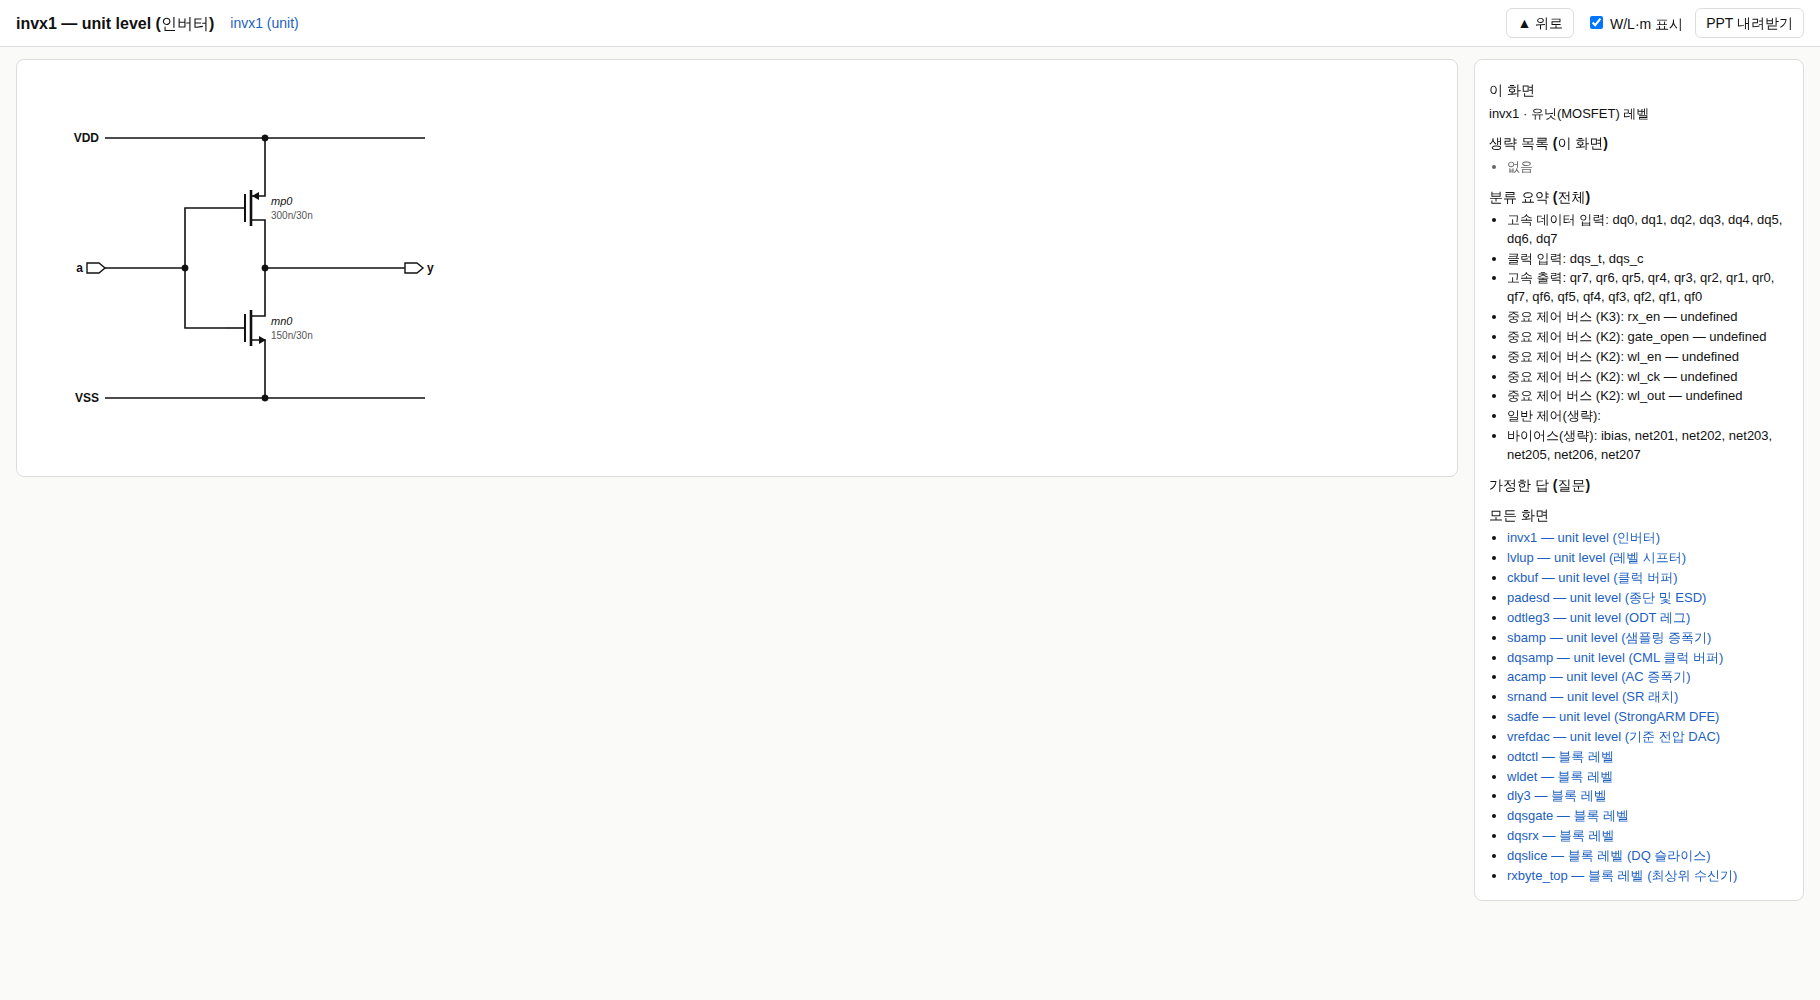 invx1 — unit level (인버터) invx1 (unit) ▲ 위로 W/L·m 표시 PPT 내려받기
VDD
mp0
300n/30n
a
y
mn0
150n/30n
VSS
이 화면
invx1 · 유닛(MOSFET) 레벨
생략 목록 (이 화면)
없음
분류 요약 (전체)
고속 데이터 입력: dq0, dq1, dq2, dq3, dq4, dq5,
dq6, dq7
클럭 입력: dqs_t, dqs_c
고속 출력: qr7, qr6, qr5, qr4, qr3, qr2, qr1, qr0,
qf7, qf6, qf5, qf4, qf3, qf2, qf1, qf0
중요 제어 버스 (K3): rx_en — undefined
중요 제어 버스 (K2): gate_open — undefined
중요 제어 버스 (K2): wl_en — undefined
중요 제어 버스 (K2): wl_ck — undefined
중요 제어 버스 (K2): wl_out — undefined
일반 제어(생략):
바이어스(생략): ibias, net201, net202, net203,
net205, net206, net207
가정한 답 (질문)
모든 화면
invx1 — unit level (인버터)
lvlup — unit level (레벨 시프터)
ckbuf — unit level (클럭 버퍼)
padesd — unit level (종단 및 ESD)
odtleg3 — unit level (ODT 레그)
sbamp — unit level (샘플링 증폭기)
dqsamp — unit level (CML 클럭 버퍼)
acamp — unit level (AC 증폭기)
srnand — unit level (SR 래치)
sadfe — unit level (StrongARM DFE)
vrefdac — unit level (기준 전압 DAC)
odtctl — 블록 레벨
wldet — 블록 레벨
dly3 — 블록 레벨
dqsgate — 블록 레벨
dqsrx — 블록 레벨
dqslice — 블록 레벨 (DQ 슬라이스)
rxbyte_top — 블록 레벨 (최상위 수신기)